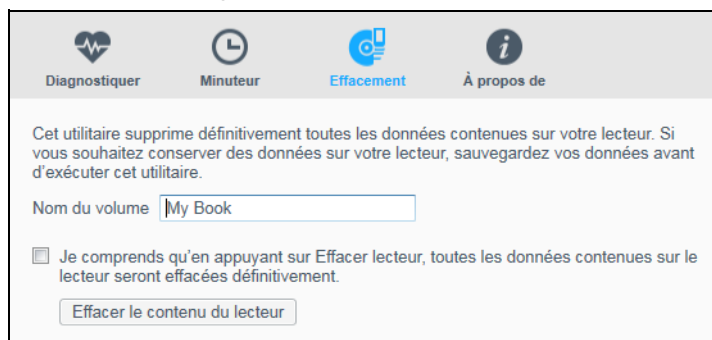 Diagnostiquer Minuteur Effacement À propos de
Cet utilitaire supprime définitivement toutes les données contenues sur votre lecteur. Si
vous souhaitez conserver des données sur votre lecteur, sauvegardez vos données avant
d'exécuter cet utilitaire.
Nom du volume My Book
Je comprends qu'en appuyant sur Effacer lecteur, toutes les données contenues sur le
lecteur seront effacées définitivement.
Effacer le contenu du lecteur